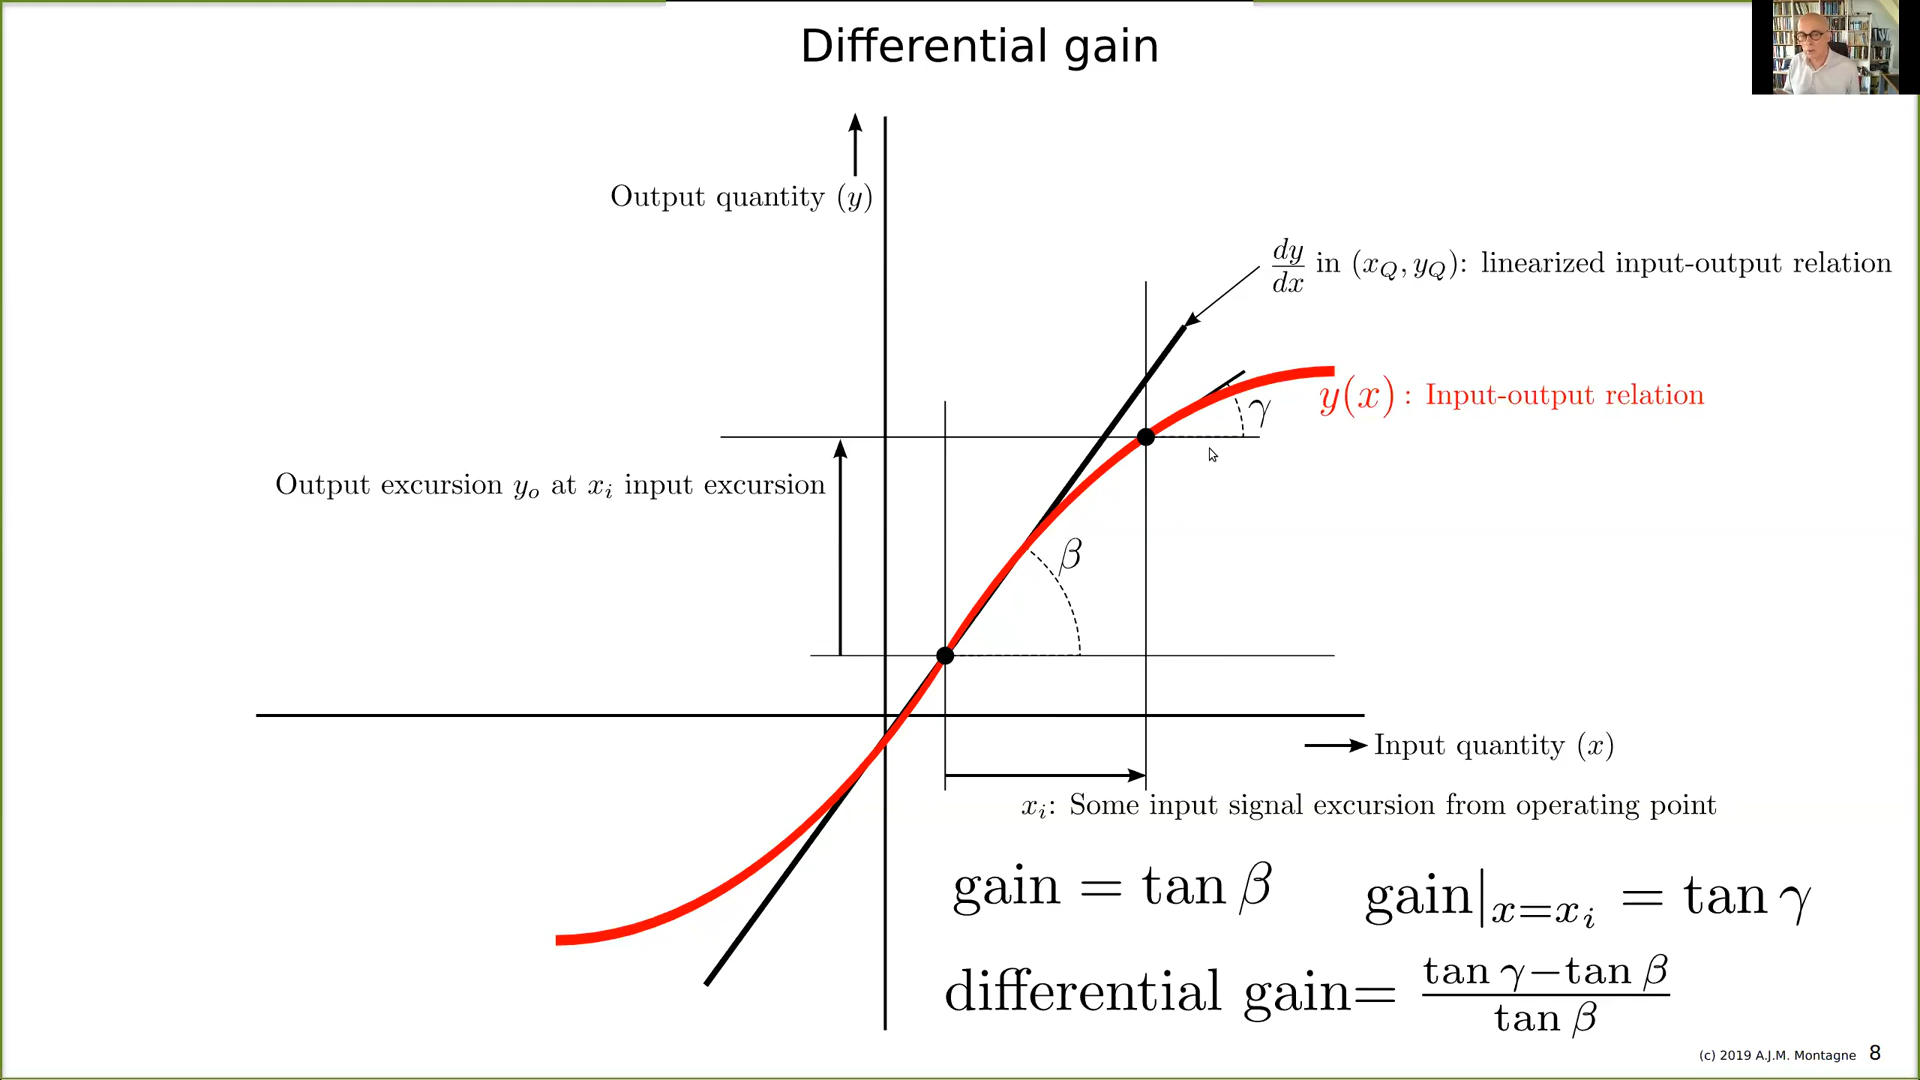 Differential gain
Output quantity (y)
dy/dx in (x_Q, y_Q): linearized input-output relation
y(x) : Input-output relation
γ
Output excursion y_o at x_i input excursion
β
Input quantity (x)
x_i: Some input signal excursion from operating point
gain = tan β
gain|_{x=x_i} = tan γ
differential gain= (tan γ−tan β)/(tan β)
(c) 2019 A.J.M. Montagne 8